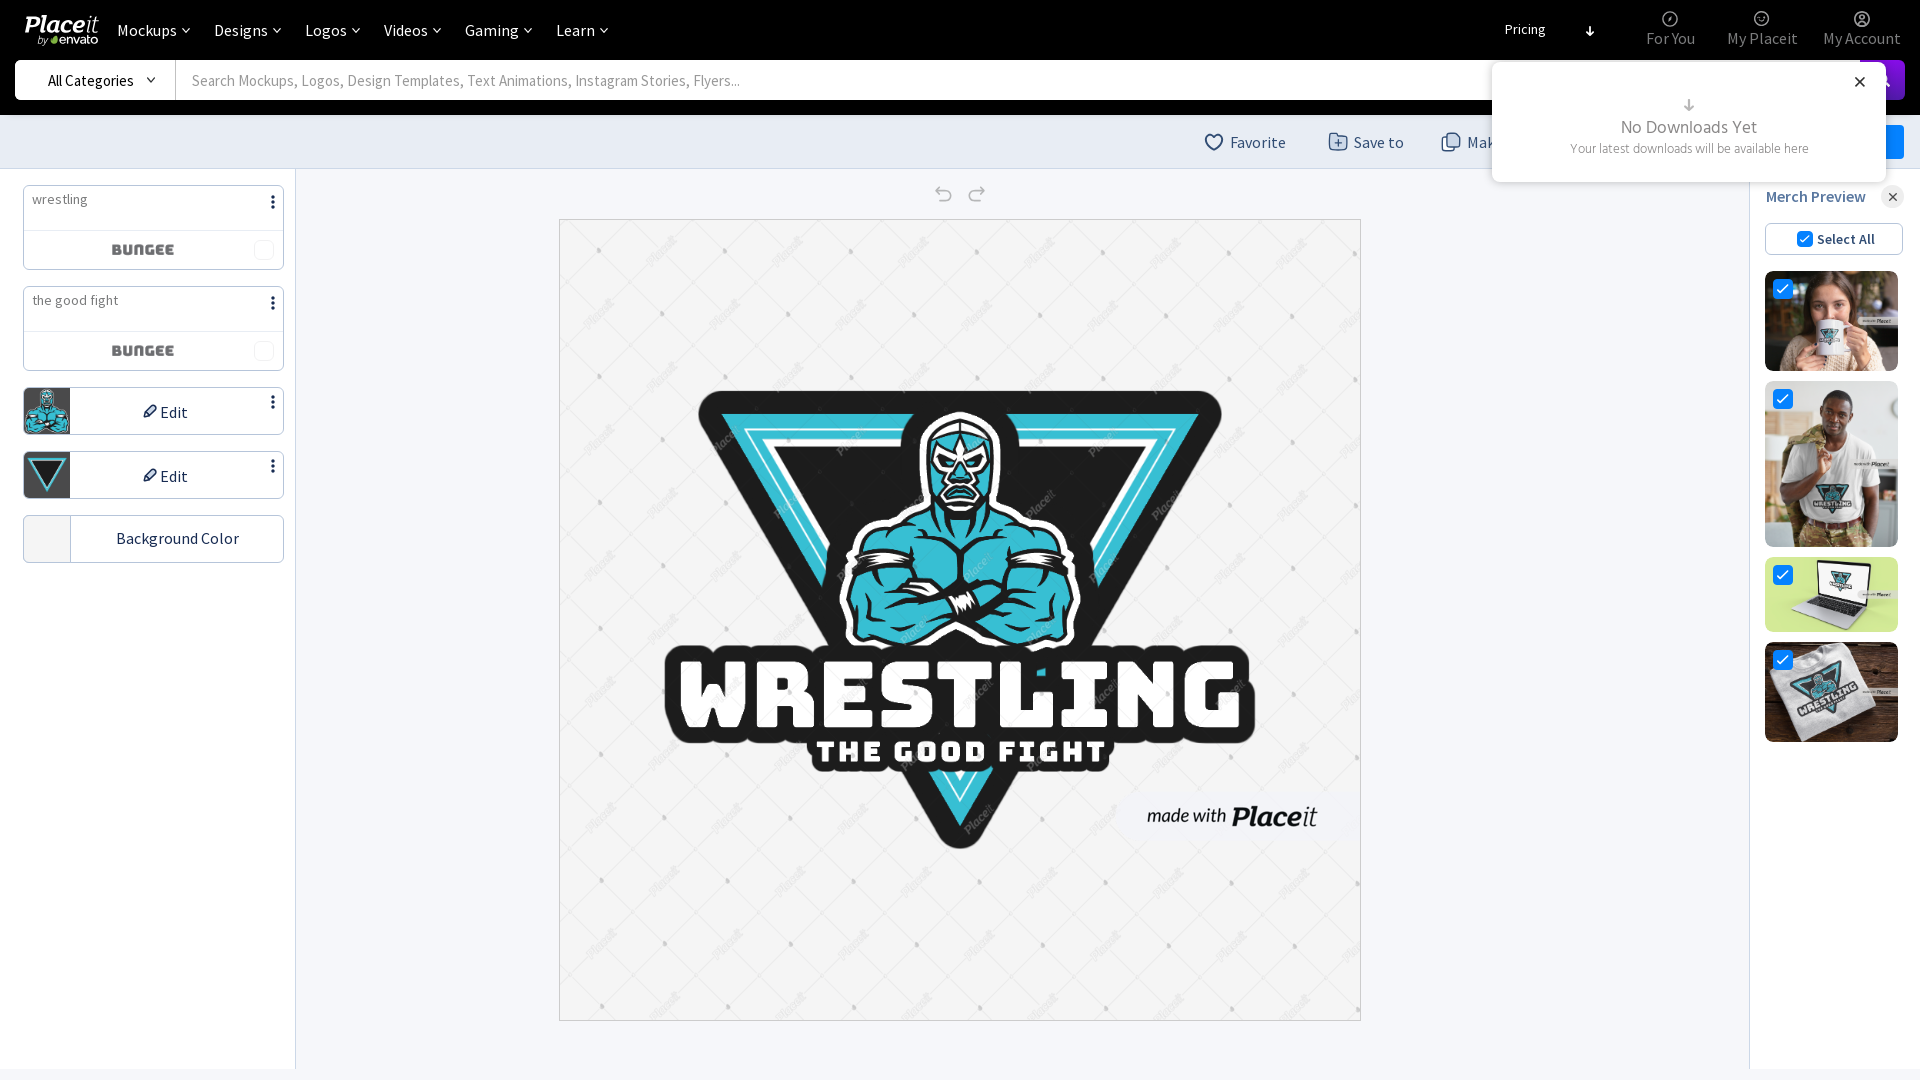 Placeit
by envato
Mockups
Designs
Logos
Videos
Gaming
Learn
Pricing
For You
My Placeit
My Account
All Categories
Search Mockups, Logos, Design Templates, Text Animations, Instagram Stories, Flyers...
No Downloads Yet
Your latest downloads will be available here
Favorite
Save to
Mak
wrestling
BUNGEE
the good fight
BUNGEE
Edit
Edit
Background Color
WRESTLING
THE GOOD FIGHT
made with Placeit
Merch Preview
Select All